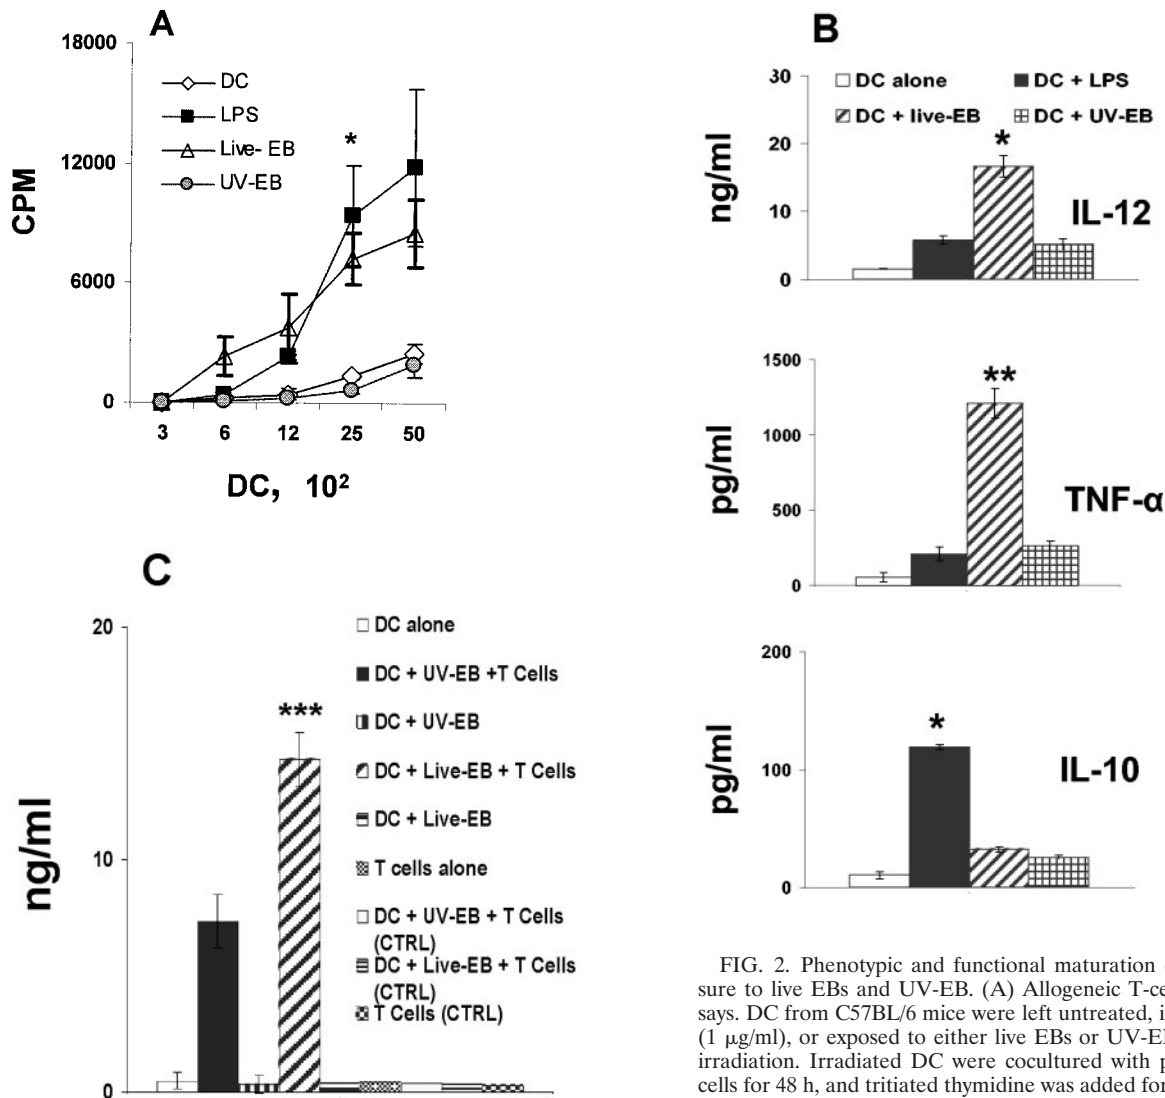 A
18000
12000
6000
0
CPM
DC
LPS
Live- EB
UV-EB
*
3 6 12 25 50
DC, 10²
B
30
20
10
0
ng/ml
DC alone
DC + LPS
DC + live-EB
DC + UV-EB
*
IL-12
1500
1000
500
0
pg/ml
**
TNF-α
200
100
0
pg/ml
*
IL-10
C
20
10
0
ng/ml
***
DC alone
DC + UV-EB +T Cells
DC + UV-EB
DC + Live-EB + T Cells
DC + Live-EB
T cells alone
DC + UV-EB + T Cells
(CTRL)
DC + Live-EB + T Cells
(CTRL)
T Cells (CTRL)
FIG. 2. Phenotypic and functional maturation
sure to live EBs and UV-EB. (A) Allogeneic T-ce
says. DC from C57BL/6 mice were left untreated, i
(1 μg/ml), or exposed to either live EBs or UV-EB
irradiation. Irradiated DC were cocultured with p
cells for 48 h, and tritiated thymidine was added for